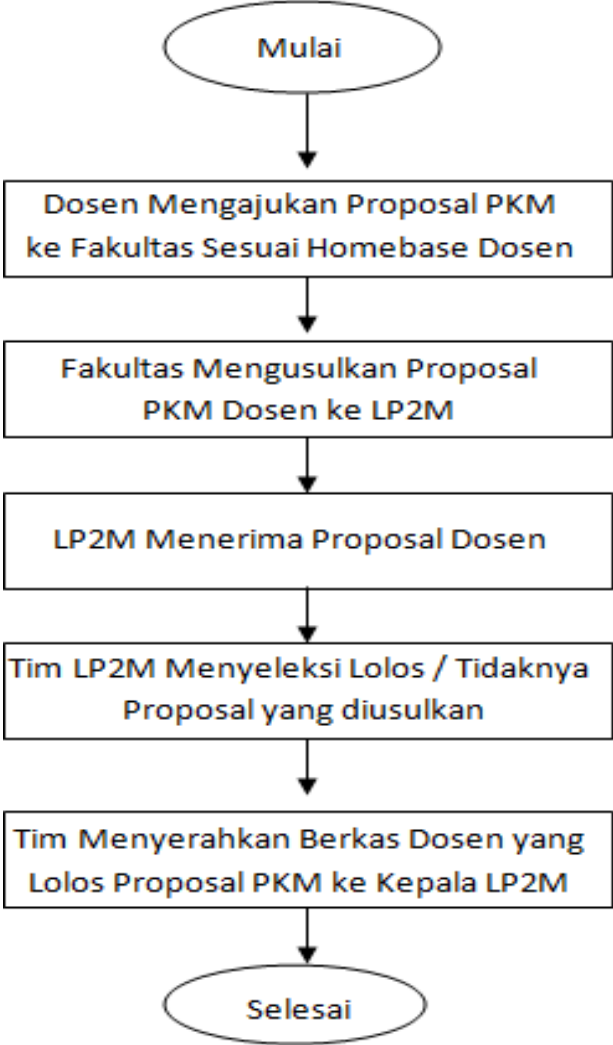 Mulai
Dosen Mengajukan Proposal PKM
ke Fakultas Sesuai Homebase Dosen
Fakultas Mengusulkan Proposal
PKM Dosen ke LP2M
LP2M Menerima Proposal Dosen
Tim LP2M Menyeleksi Lolos / Tidaknya
Proposal yang diusulkan
Tim Menyerahkan Berkas Dosen yang
Lolos Proposal PKM ke Kepala LP2M
Selesai